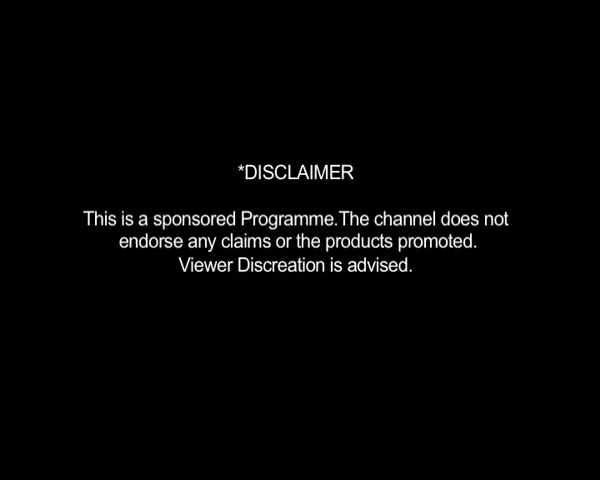 *DISCLAIMER
This is a sponsored Programme.The channel does not
endorse any claims or the products promoted.
Viewer Discreation is advised.